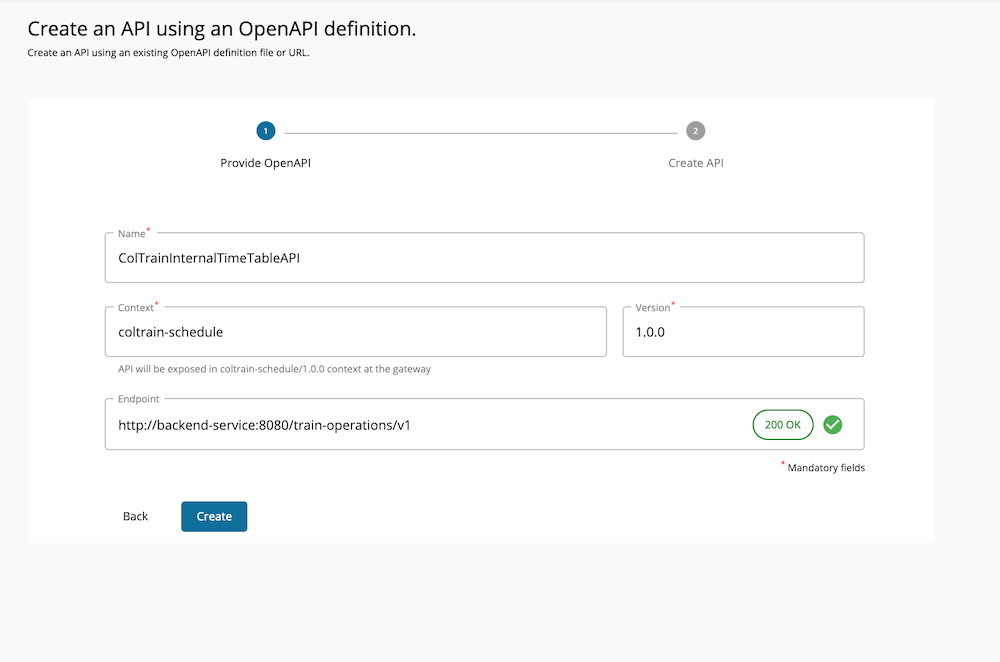 Create an API using an OpenAPI definition.
Create an API using an existing OpenAPI definition file or URL.
1
2
Provide OpenAPI
Create API
Name*
ColTrainInternalTimeTableAPI
Context*
Version*
coltrain-schedule
1.0.0
API will be exposed in coltrain-schedule/1.0.0 context at the gateway
Endpoint
http://backend-service:8080/train-operations/v1
200 OK
* Mandatory fields
Back
Create